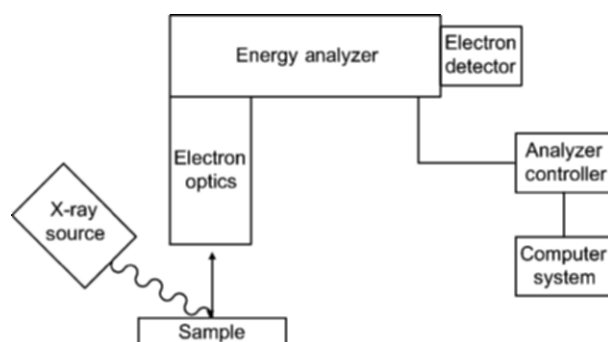 Energy analyzer
Electron
detector
Electron
optics
Analyzer
controller
X-ray
source
Computer
system
Sample